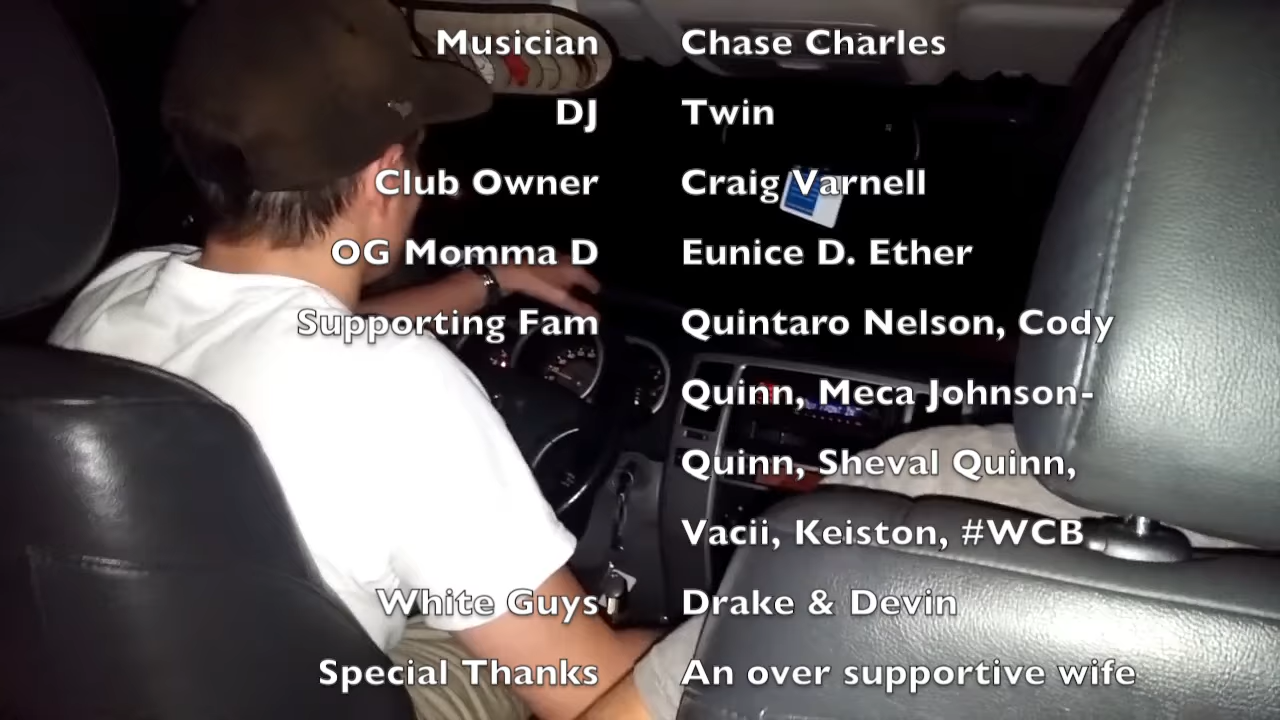 Musician Chase Charles
DJ Twin
Club Owner Craig Varnell
OG Momma D Eunice D. Ether
Supporting Fam Quintaro Nelson, Cody
Quinn, Meca Johnson-
Quinn, Sheval Quinn,
Vacii, Keiston, #WCB
White Guys Drake & Devin
Special Thanks An over supportive wife